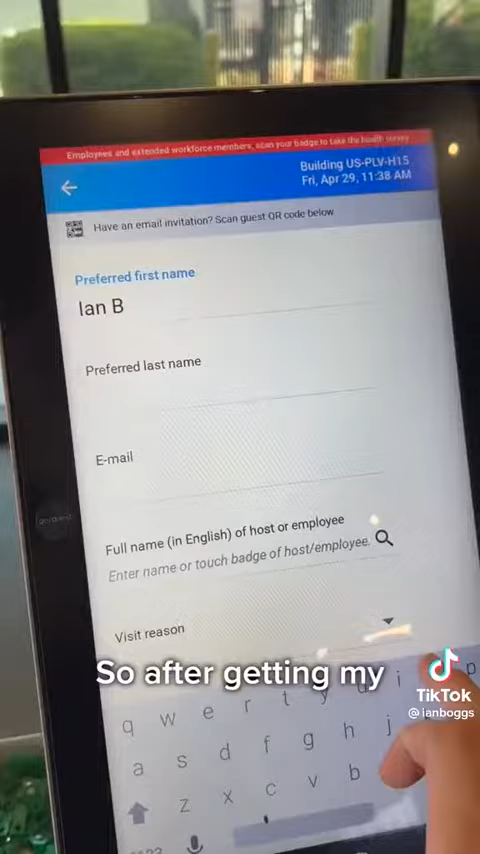 Employees and extended workforce members, scan your badge to take the health survey
Building US-PLV-H15
Fri, Apr 29, 11:38 AM
Have an email invitation? Scan guest QR code below
Preferred first name
Ian B
Preferred last name
E-mail
Full name (in English) of host or employee
Enter name or touch badge of host/employee.
Visit reason
So after getting my
q w e r t y u i p
a s d f g h j
z x c v b
TikTok
@ianboggs